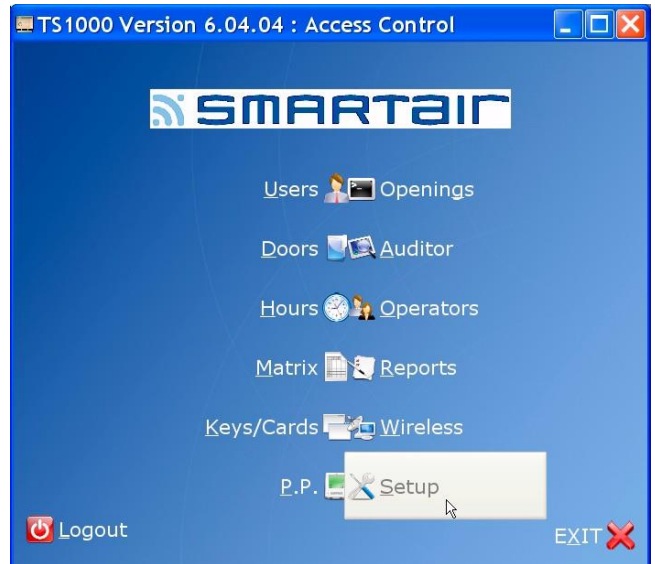 TS1000 Version 6.04.04 : Access Control
SMARTair
Users Openings
Doors Auditor
Hours Operators
Matrix Reports
Keys/Cards Wireless
P.P. Setup
Logout
EXIT